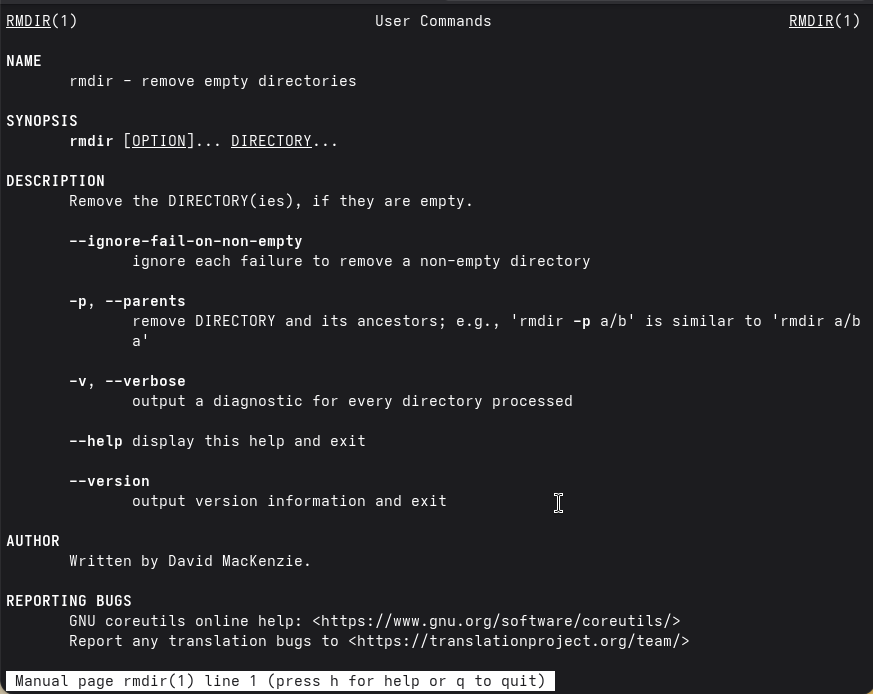 RMDIR(1) User Commands RMDIR(1)
NAME
rmdir - remove empty directories
SYNOPSIS
rmdir [OPTION]... DIRECTORY...
DESCRIPTION
Remove the DIRECTORY(ies), if they are empty.
--ignore-fail-on-non-empty
ignore each failure to remove a non-empty directory
-p, --parents
remove DIRECTORY and its ancestors; e.g., 'rmdir -p a/b' is similar to 'rmdir a/b
a'
-v, --verbose
output a diagnostic for every directory processed
--help display this help and exit
--version
output version information and exit
AUTHOR
Written by David MacKenzie.
REPORTING BUGS
GNU coreutils online help: <https://www.gnu.org/software/coreutils/>
Report any translation bugs to <https://translationproject.org/team/>
Manual page rmdir(1) line 1 (press h for help or q to quit)